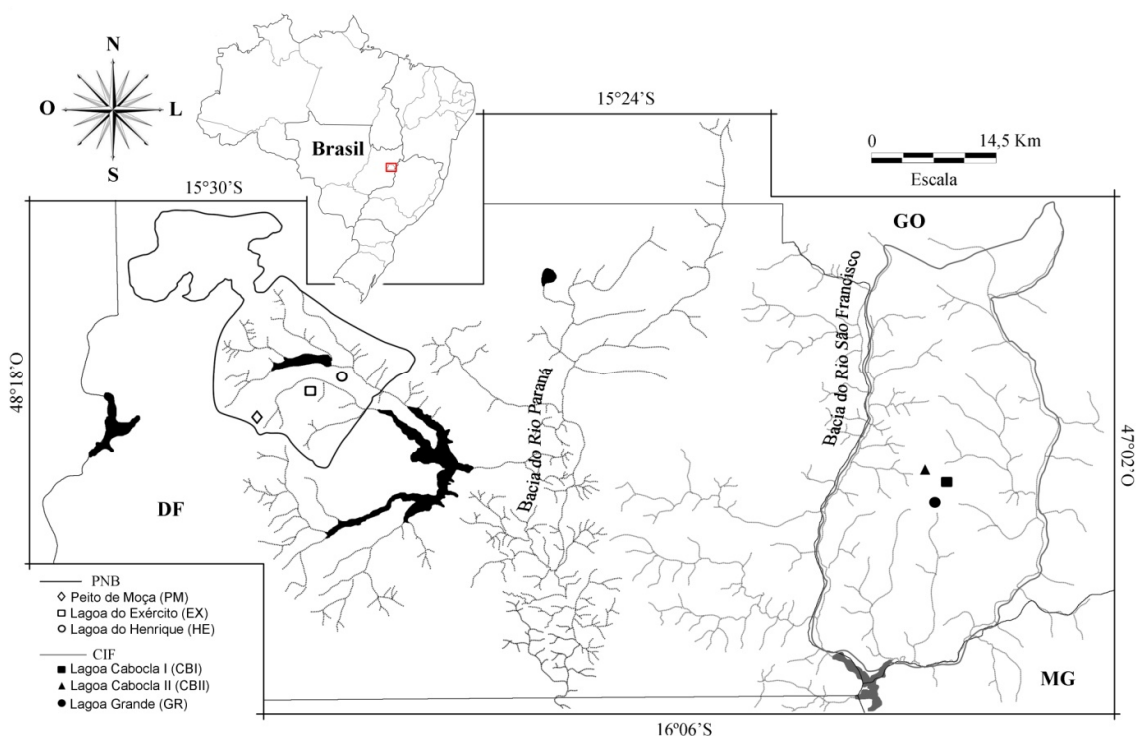 N
O
L
S
Brasil
15°24'S
0 14,5 Km
Escala
15°30'S
GO
48°18'O
Bacia do Rio Paraná
Bacia do Rio São Francisco
47°02'O
DF
MG
PNB
Peito de Moça (PM)
Lagoa do Exército (EX)
Lagoa do Henrique (HE)
CIF
Lagoa Cabocla I (CBI)
Lagoa Cabocla II (CBII)
Lagoa Grande (GR)
16°06'S